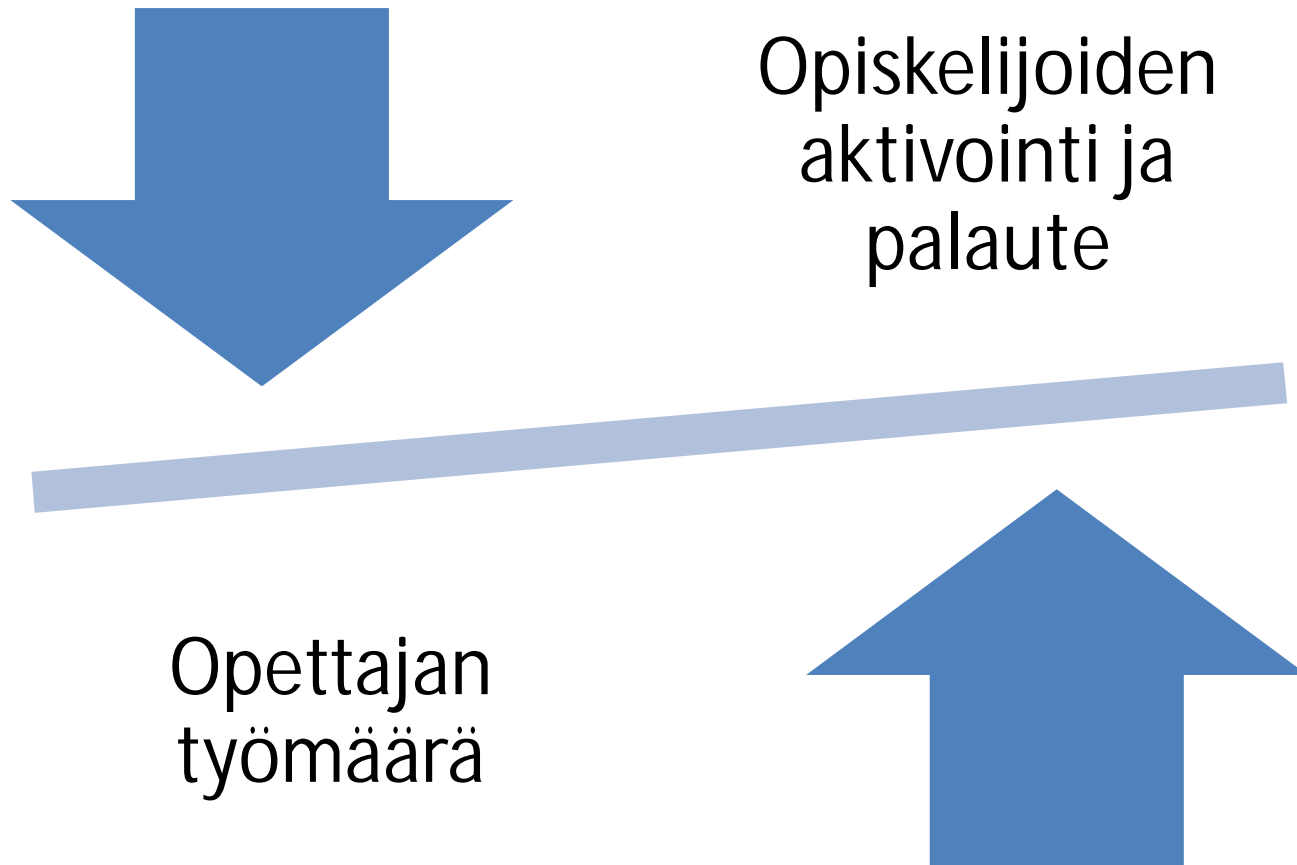 Opiskelijoiden
aktivointi ja
palaute
Opettajan
työmäärä